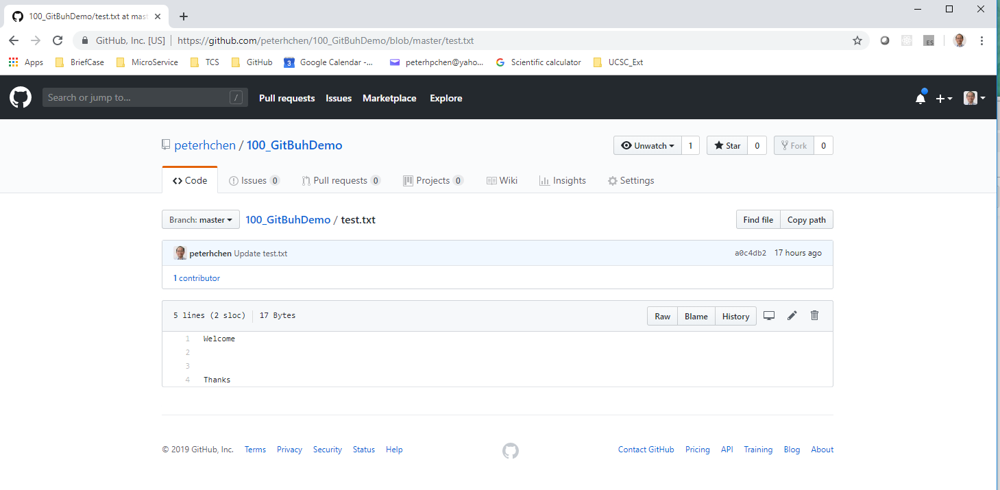 100_GitBuhDemo/test.txt at mas
GitHub, Inc. [US] https://github.com/peterhchen/100_GitBuhDemo/blob/master/test.txt
ES
Apps BriefCase MicroService TCS GitHub 3 Google Calendar -... peterhpchen@yaho... G Scientific calculator UCSC_Ext
Search or jump to... / Pull requests Issues Marketplace Explore
peterhchen / 100_GitBuhDemo Unwatch 1 Star 0 Fork 0
Code Issues 0 Pull requests 0 Projects 0 Wiki Insights Settings
Branch: master 100_GitBuhDemo / test.txt Find file Copy path
peterhchen Update test.txt a0c4db2 17 hours ago
1 contributor
5 lines (2 sloc) 17 Bytes Raw Blame History
1 Welcome
2
3
4 Thanks
© 2019 GitHub, Inc. Terms Privacy Security Status Help Contact GitHub Pricing API Training Blog About